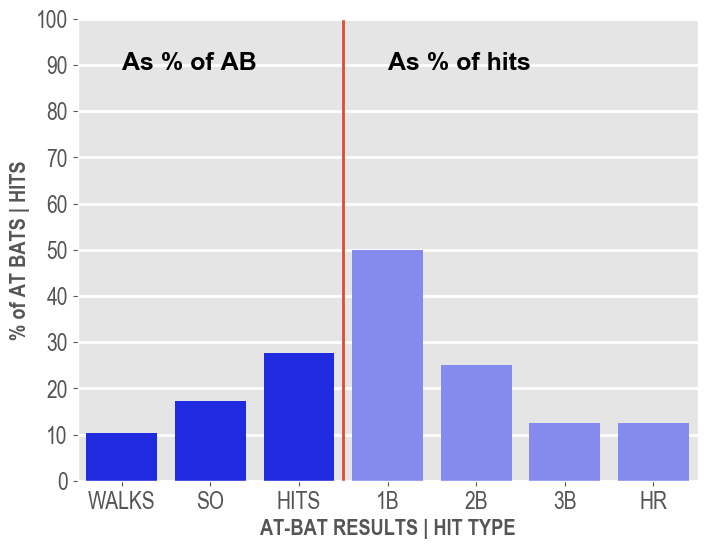 100
90
80
70
60
50
40
30
20
10
0
% of AT BATS | HITS
As % of AB
As % of hits
WALKS SO HITS 1B 2B 3B HR
AT-BAT RESULTS | HIT TYPE